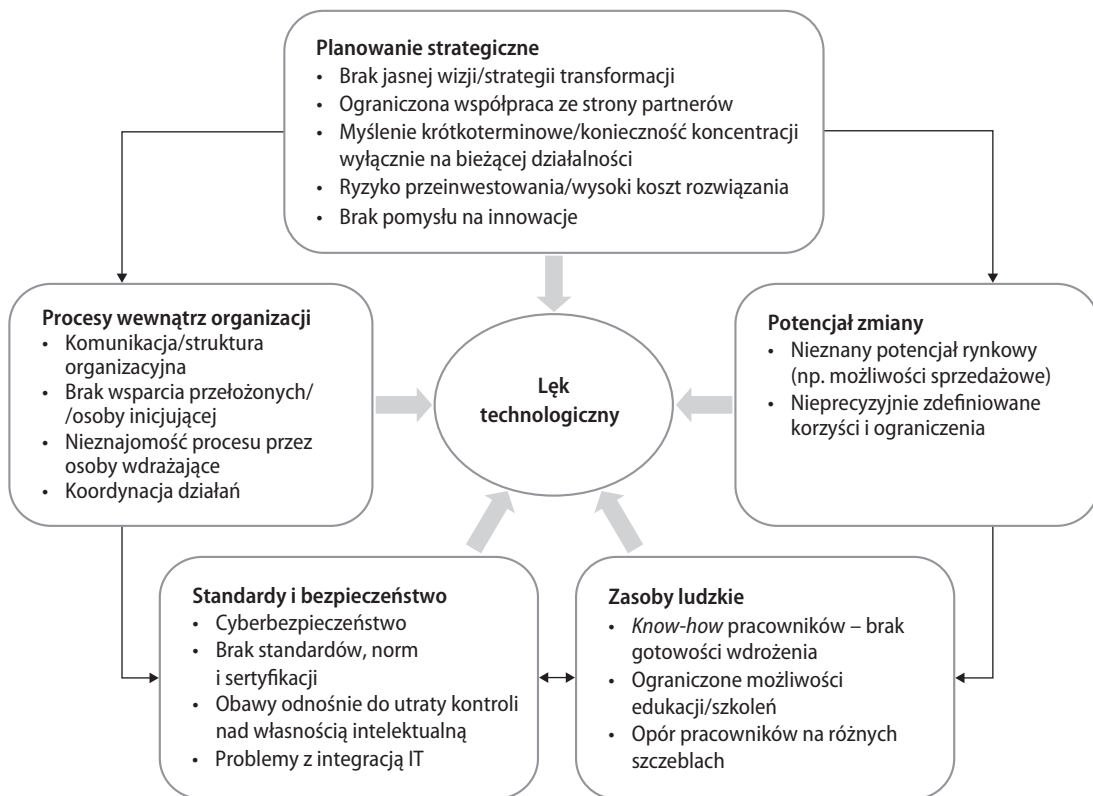 Planowanie strategiczne
• Brak jasnej wizji/strategii transformacji
• Ograniczona współpraca ze strony partnerów
• Myślenie krótkoterminowe/konieczność koncentracji
wyłącznie na bieżącej działalności
• Ryzyko przeinwestowania/wysoki koszt rozwiązania
• Brak pomysłu na innowacje
Procesy wewnątrz organizacji
• Komunikacja/struktura
organizacyjna
• Brak wsparcia przełożonych/
/osoby inicjującej
• Nieznajomość procesu przez
osoby wdrażające
• Koordynacja działań
Lęk
technologiczny
Potencjał zmiany
• Nieznany potencjał rynkowy
(np. możliwości sprzedażowe)
• Nieprecyzyjnie zdefiniowane
korzyści i ograniczenia
Standardy i bezpieczeństwo
• Cyberbezpieczeństwo
• Brak standardów, norm
i sertyfikacji
• Obawy odnośnie do utraty kontroli
nad własnością intelektualną
• Problemy z integracją IT
Zasoby ludzkie
• Know-how pracowników – brak
gotowości wdrożenia
• Ograniczone możliwości
edukacji/szkoleń
• Opór pracowników na różnych
szczeblach